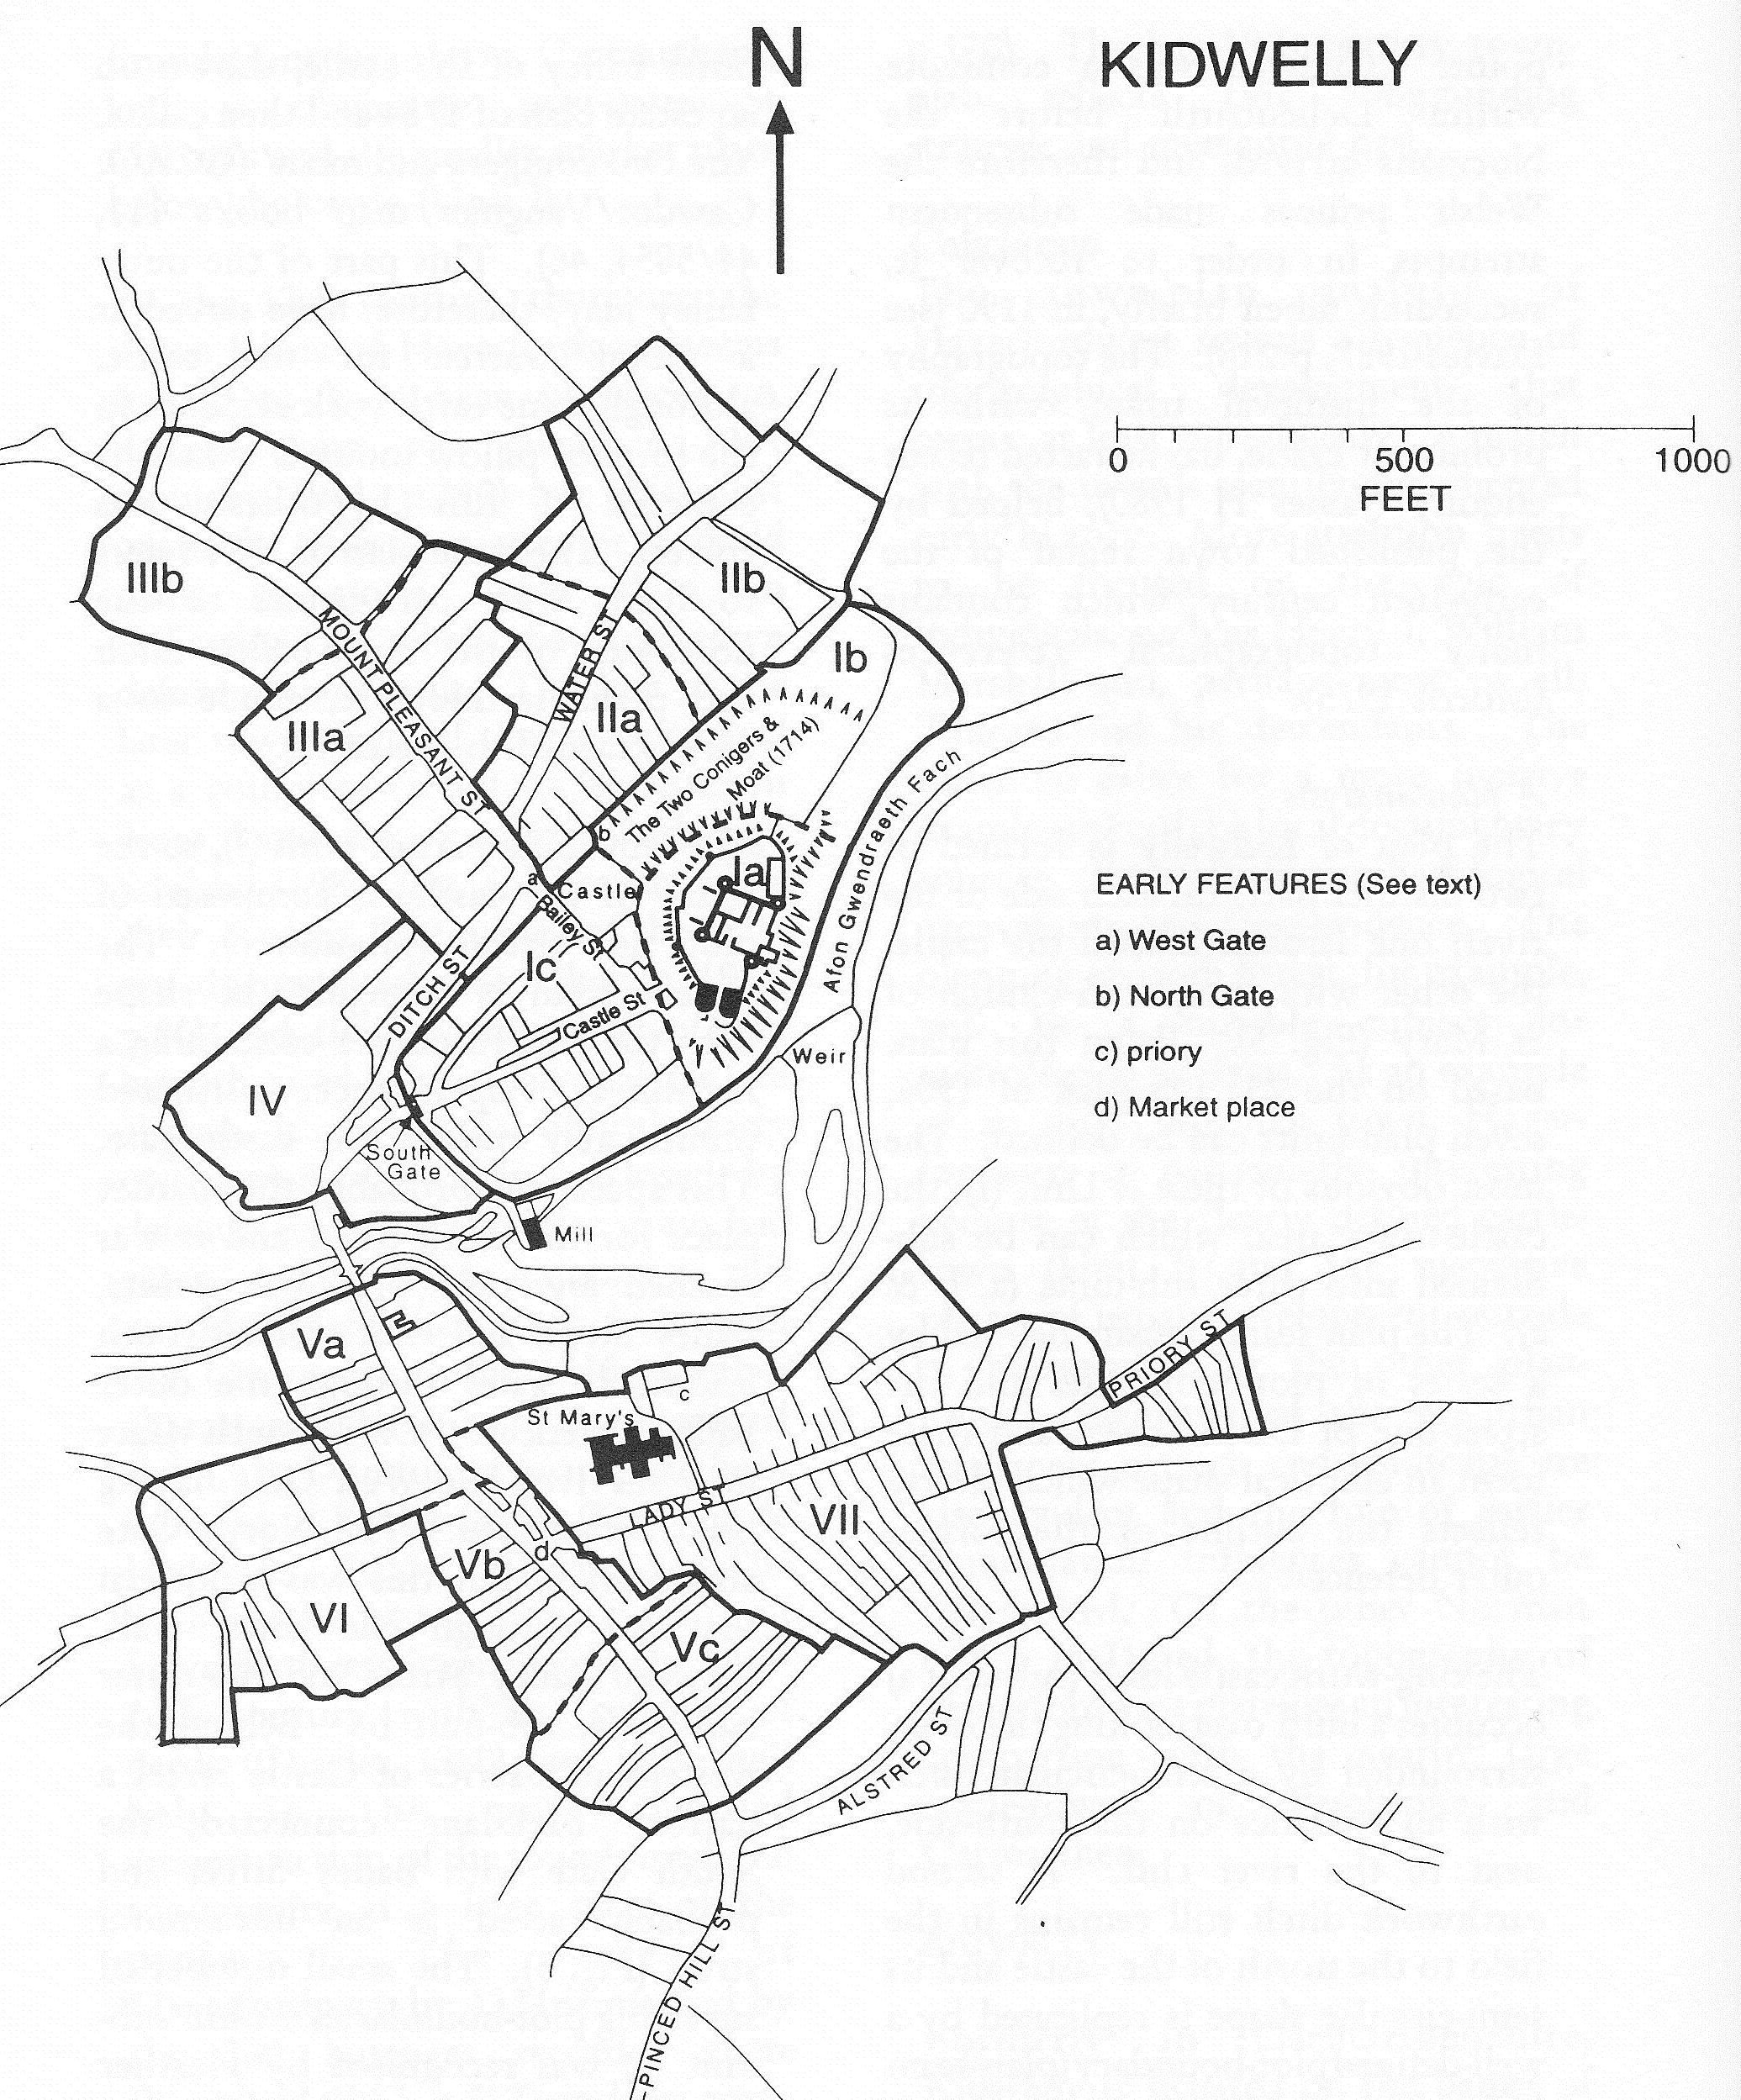 N
KIDWELLY
0 500 1000
FEET
IIIb
IIb
MOUNT PLEASANT ST
WATER ST
Ib
IIa
IIIa
The Two Conigers &
Moat (1714)
6
Afon Gwendraeth Fach
Ia
EARLY FEATURES (See text)
a) West Gate
b) North Gate
c) priory
d) Market place
a
Castle
Bailey St
Ic
DITCH ST
Castle St
Weir
IV
South
Gate
Mill
Va
PRIORY ST
c
St Mary's
LADY ST
VII
d
Vb
VI
Vc
ALSTRED ST
PINCED HILL ST